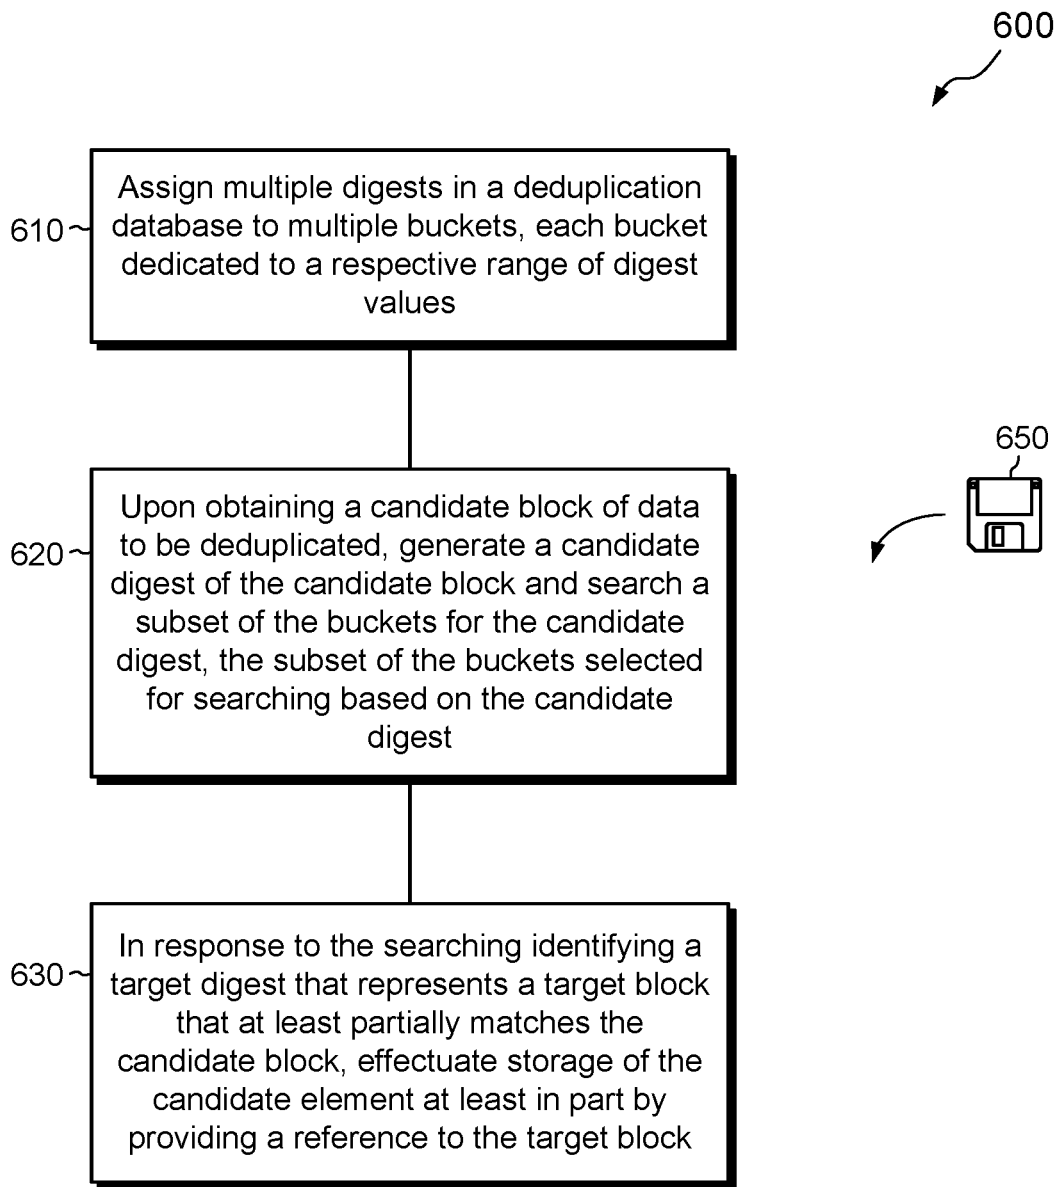 600
Assign multiple digests in a deduplication
database to multiple buckets, each bucket
dedicated to a respective range of digest
values
610
650
Upon obtaining a candidate block of data
to be deduplicated, generate a candidate
digest of the candidate block and search a
subset of the buckets for the candidate
digest, the subset of the buckets selected
for searching based on the candidate
digest
620
In response to the searching identifying a
target digest that represents a target block
that at least partially matches the
candidate block, effectuate storage of the
candidate element at least in part by
providing a reference to the target block
630